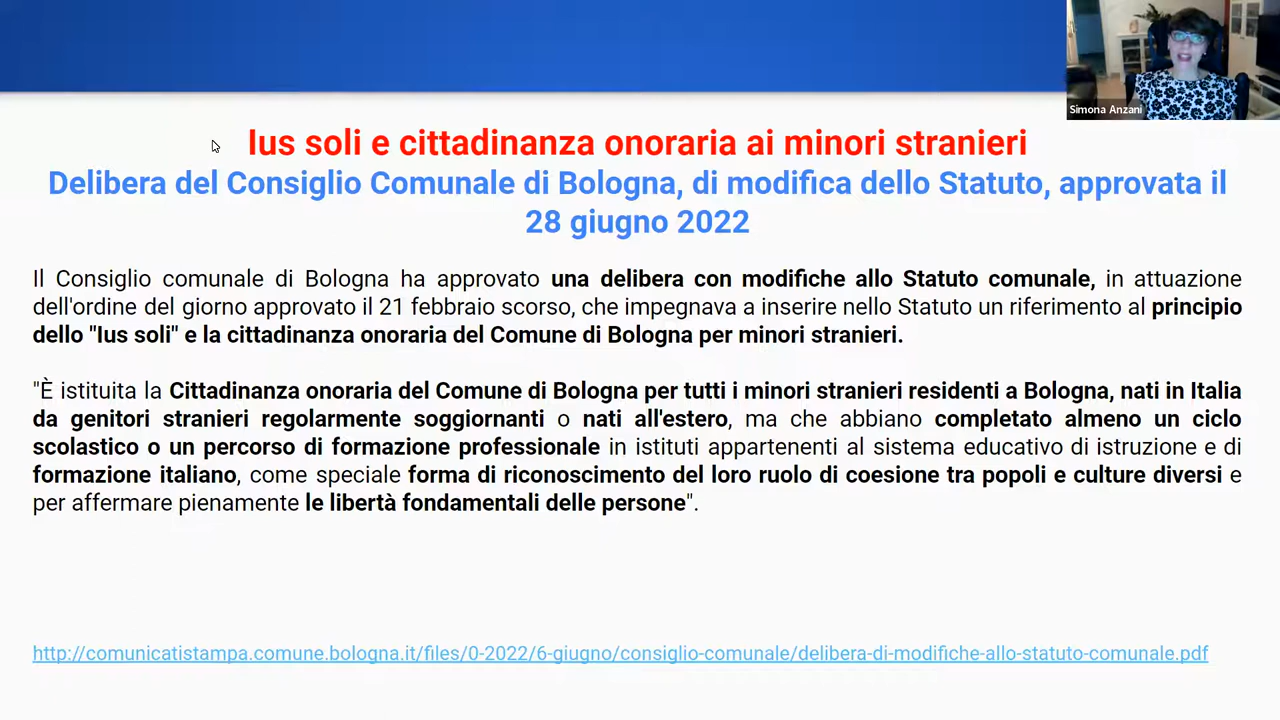 Simona Anzani
Ius soli e cittadinanza onoraria ai minori stranieri
Delibera del Consiglio Comunale di Bologna, di modifica dello Statuto, approvata il
28 giugno 2022
Il Consiglio comunale di Bologna ha approvato una delibera con modifiche allo Statuto comunale, in attuazione
dell'ordine del giorno approvato il 21 febbraio scorso, che impegnava a inserire nello Statuto un riferimento al principio
dello "Ius soli" e la cittadinanza onoraria del Comune di Bologna per minori stranieri.
"È istituita la Cittadinanza onoraria del Comune di Bologna per tutti i minori stranieri residenti a Bologna, nati in Italia
da genitori stranieri regolarmente soggiornanti o nati all'estero, ma che abbiano completato almeno un ciclo
scolastico o un percorso di formazione professionale in istituti appartenenti al sistema educativo di istruzione e di
formazione italiano, come speciale forma di riconoscimento del loro ruolo di coesione tra popoli e culture diversi e
per affermare pienamente le libertà fondamentali delle persone".
http://comunicatistampa.comune.bologna.it/files/0-2022/6-giugno/consiglio-comunale/delibera-di-modifiche-allo-statuto-comunale.pdf